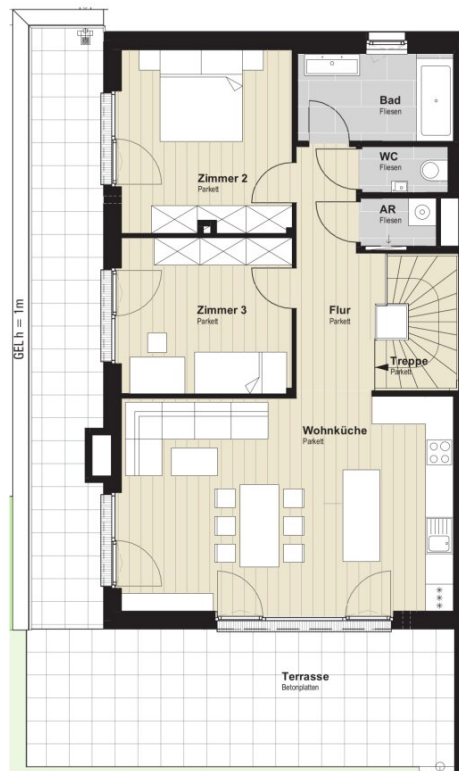 Bad
Fliesen
WC
Fliesen
Zimmer 2
Parkett
AR
Fliesen
Zimmer 3
Parkett
Flur
Parkett
GEL h = 1m
Treppe
Parkett
Wohnküche
Parkett
Terrasse
Betonplatten